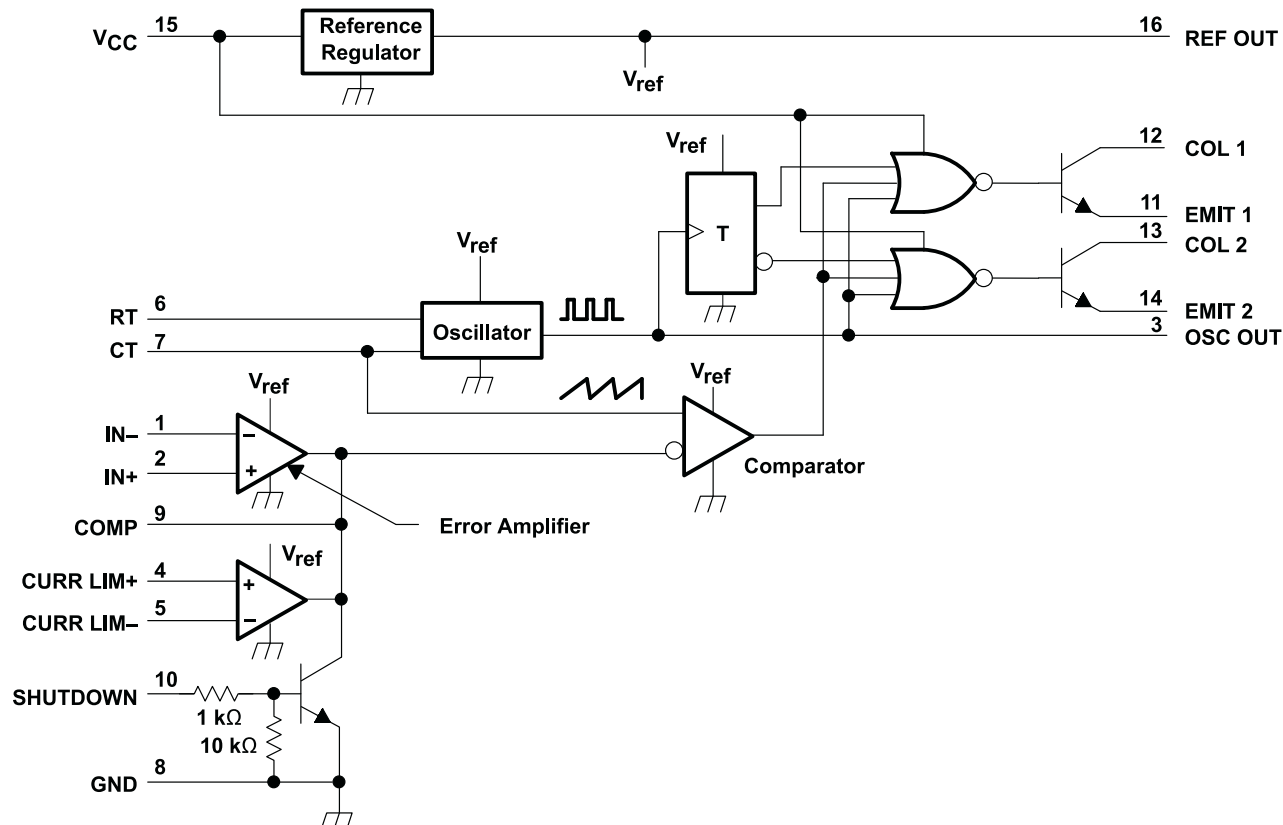 15
VCC
Reference
Regulator
16
REF OUT
Vref
Vref
12
COL 1
T
11
EMIT 1
13
COL 2
Vref
14
EMIT 2
3
OSC OUT
6
RT
7
CT
Oscillator
Vref
Vref
1
IN–
2
IN+
Comparator
9
COMP
Error Amplifier
Vref
4
CURR LIM+
5
CURR LIM–
10
SHUTDOWN
1 kΩ
10 kΩ
8
GND